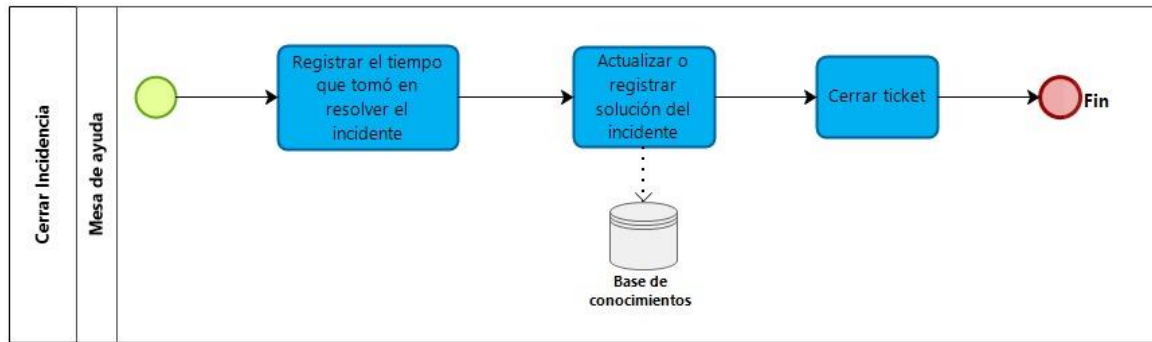 Cerrar Incidencia
Mesa de ayuda
Registrar el tiempo
que tomó en
resolver el
incidente
Actualizar o
registrar
solución del
incidente
Cerrar ticket
Fin
Base de
conocimientos